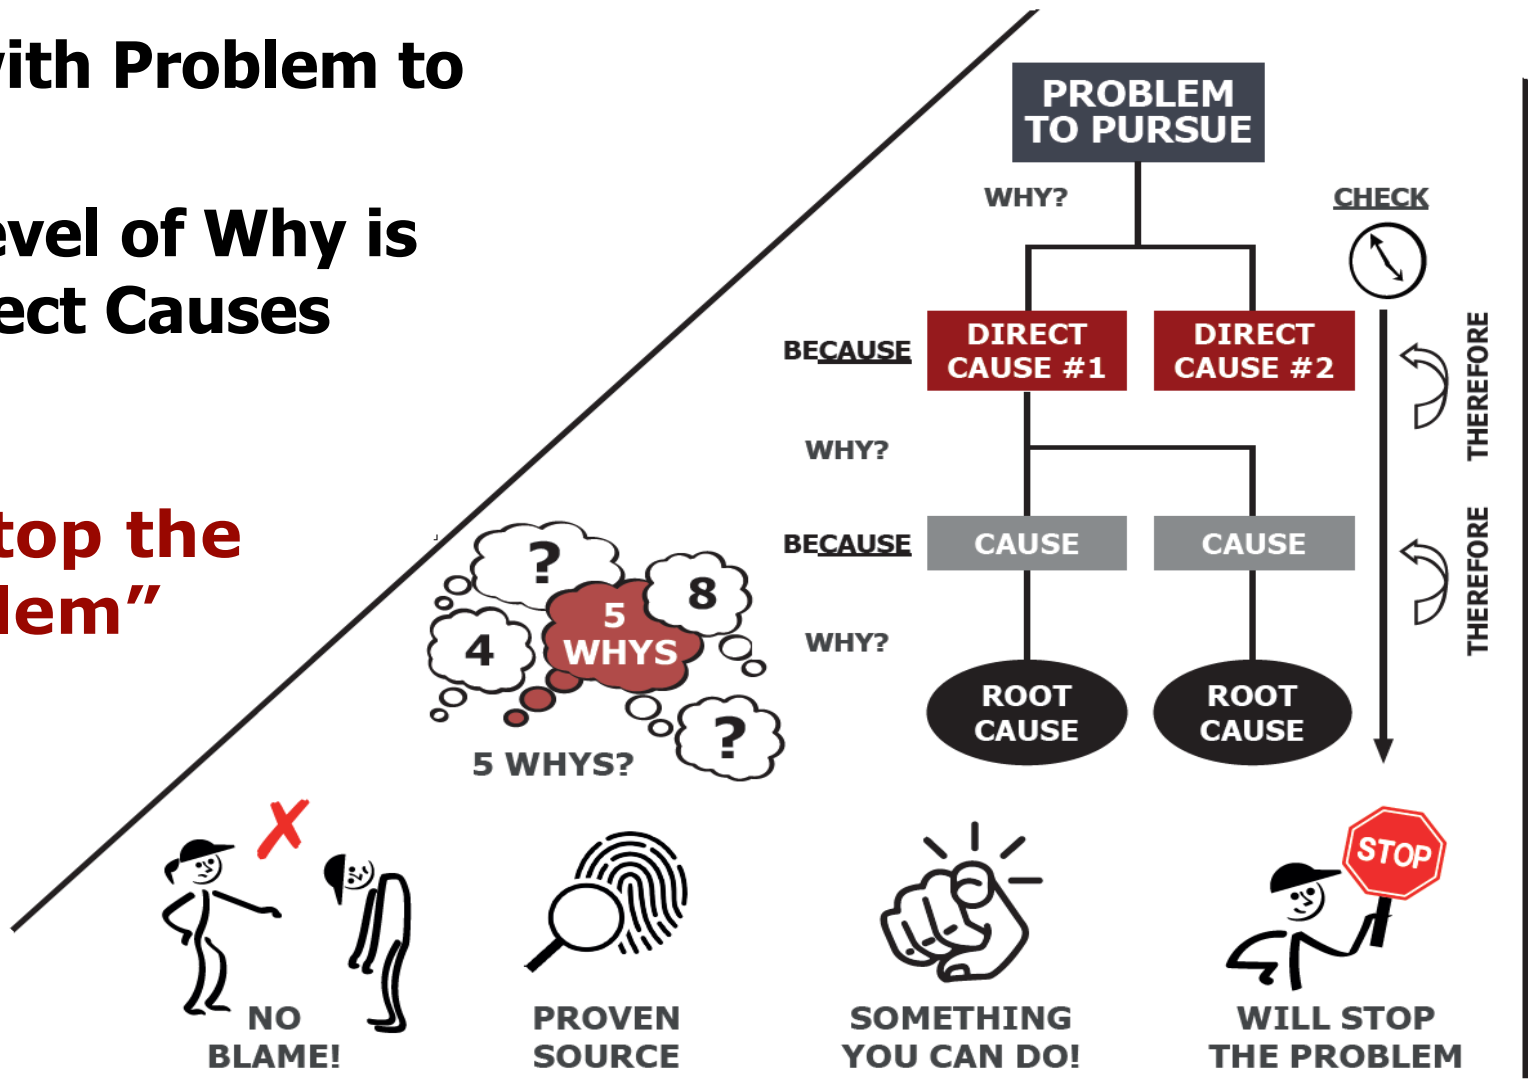 with Problem to
evel of Why is
ect Causes
top the
lem”
PROBLEM
TO PURSUE
WHY?
CHECK
BECAUSE
DIRECT
CAUSE #1
DIRECT
CAUSE #2
THEREFORE
WHY?
BECAUSE
CAUSE
CAUSE
THEREFORE
WHY?
ROOT
CAUSE
ROOT
CAUSE
?
8
5
WHYS
4
?
5 WHYS?
STOP
NO
BLAME!
PROVEN
SOURCE
SOMETHING
YOU CAN DO!
WILL STOP
THE PROBLEM